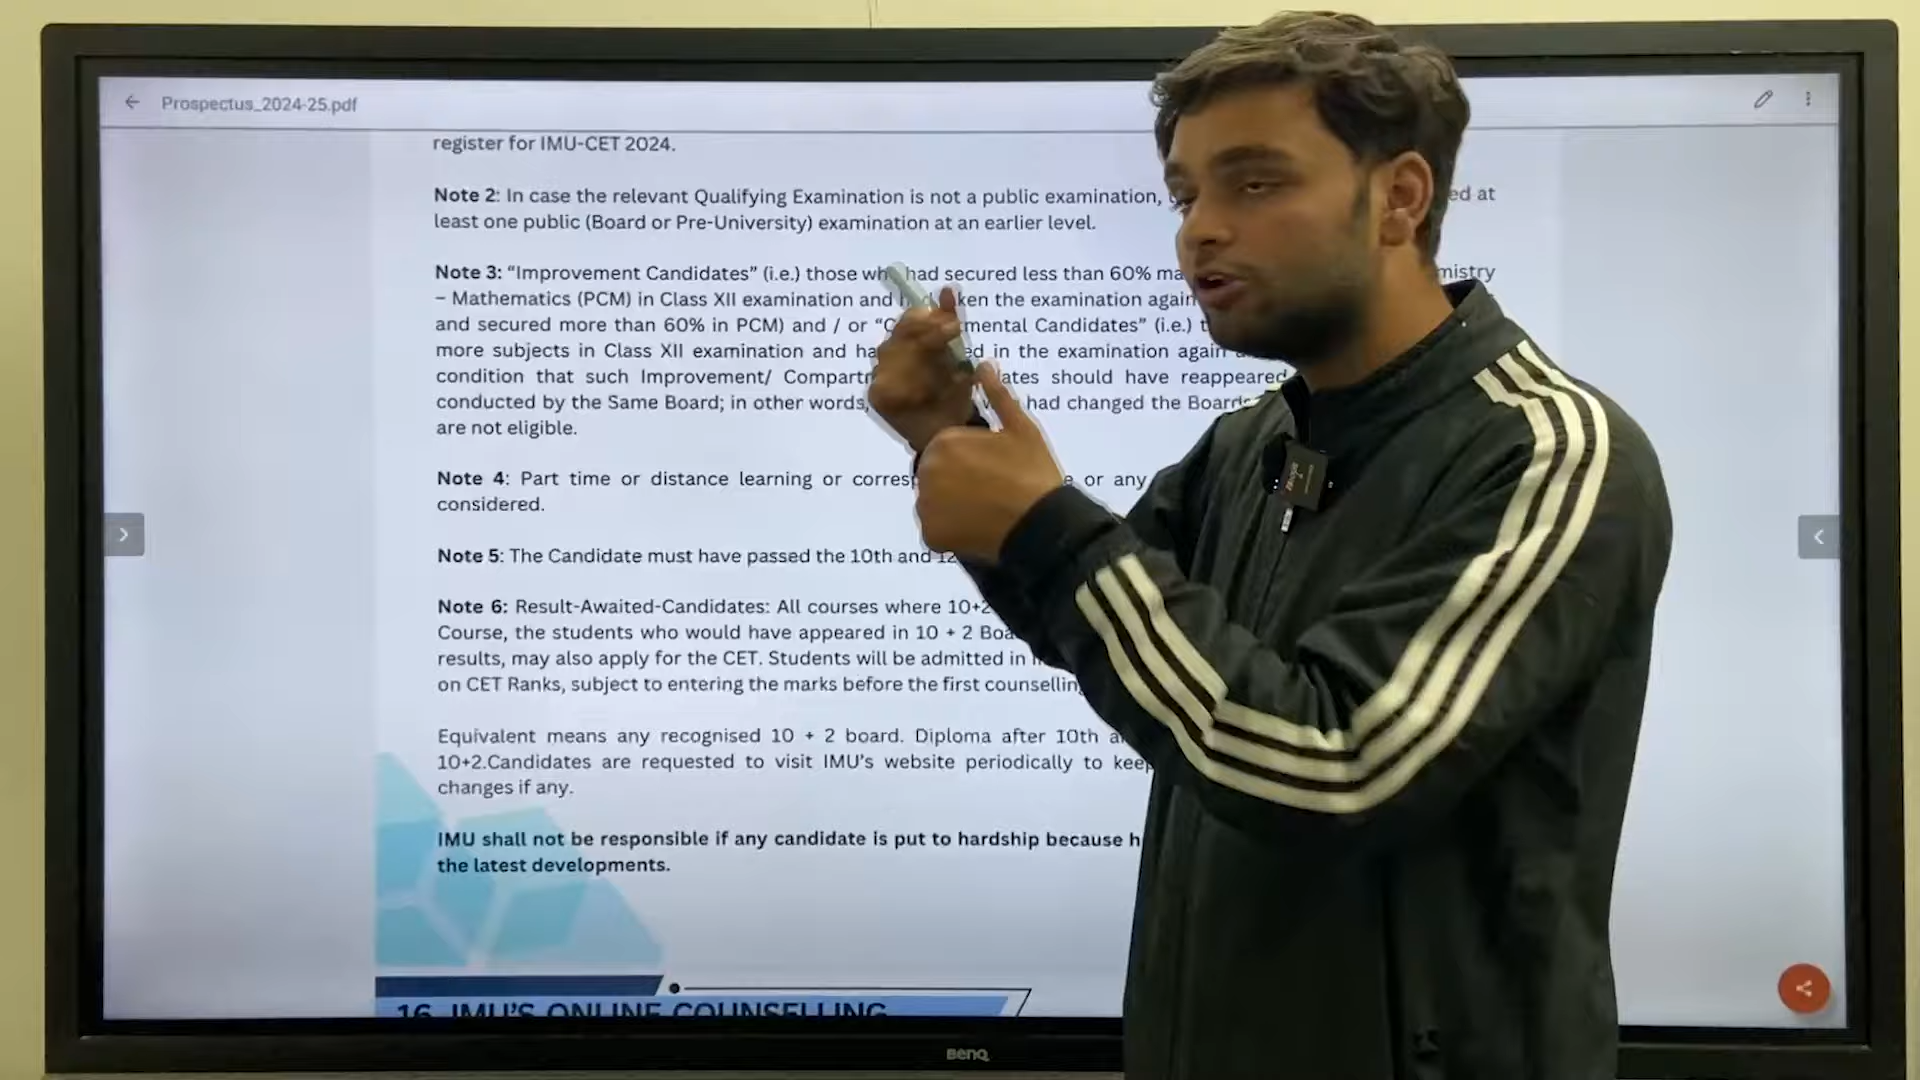 Prospectus_2024-25.pdf
register for IMU-CET 2024.
Note 2: In case the relevant Qualifying Examination is not a public examination, ed at
least one public (Board or Pre-University) examination at an earlier level.
Note 3: “Improvement Candidates” (i.e.) those who had secured less than 60% mistry
– Mathematics (PCM) in Class XII examination and the examination again
and secured more than 60% in PCM) and / or mental Candidates” (i.e.)
more subjects in Class XII examination and in the examination again
condition that such Improvement/ should have reappeared
conducted by the Same Board; in other words, had changed the Boards
are not eligible.
Note 4: Part time or distance learning or or any
considered.
Note 5: The Candidate must have passed the 10th and
Note 6: Result-Awaited-Candidates: All courses where 10+2
Course, the students who would have appeared in 10 + 2
results, may also apply for the CET. Students will be admitted in
on CET Ranks, subject to entering the marks before the first counselling
Equivalent means any recognised 10 + 2 board. Diploma after 10th
10+2.Candidates are requested to visit IMU’s website periodically to keep
changes if any.
IMU shall not be responsible if any candidate is put to hardship because
the latest developments.
16. IMU'S ONLINE COUNSELLING
BenQ